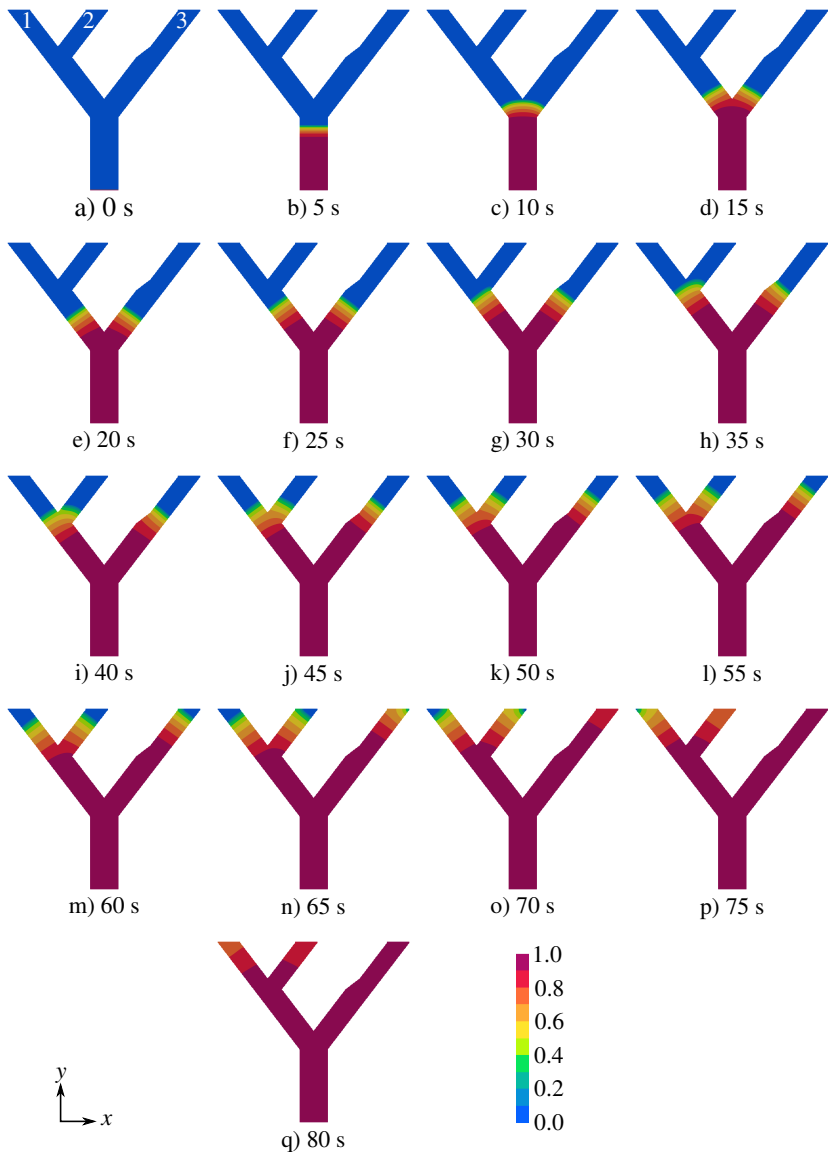 1 2 3
a) 0 s
b) 5 s
c) 10 s
d) 15 s
e) 20 s
f) 25 s
g) 30 s
h) 35 s
i) 40 s
j) 45 s
k) 50 s
l) 55 s
m) 60 s
n) 65 s
o) 70 s
p) 75 s
1.0
0.8
0.6
0.4
0.2
0.0
y
x
q) 80 s